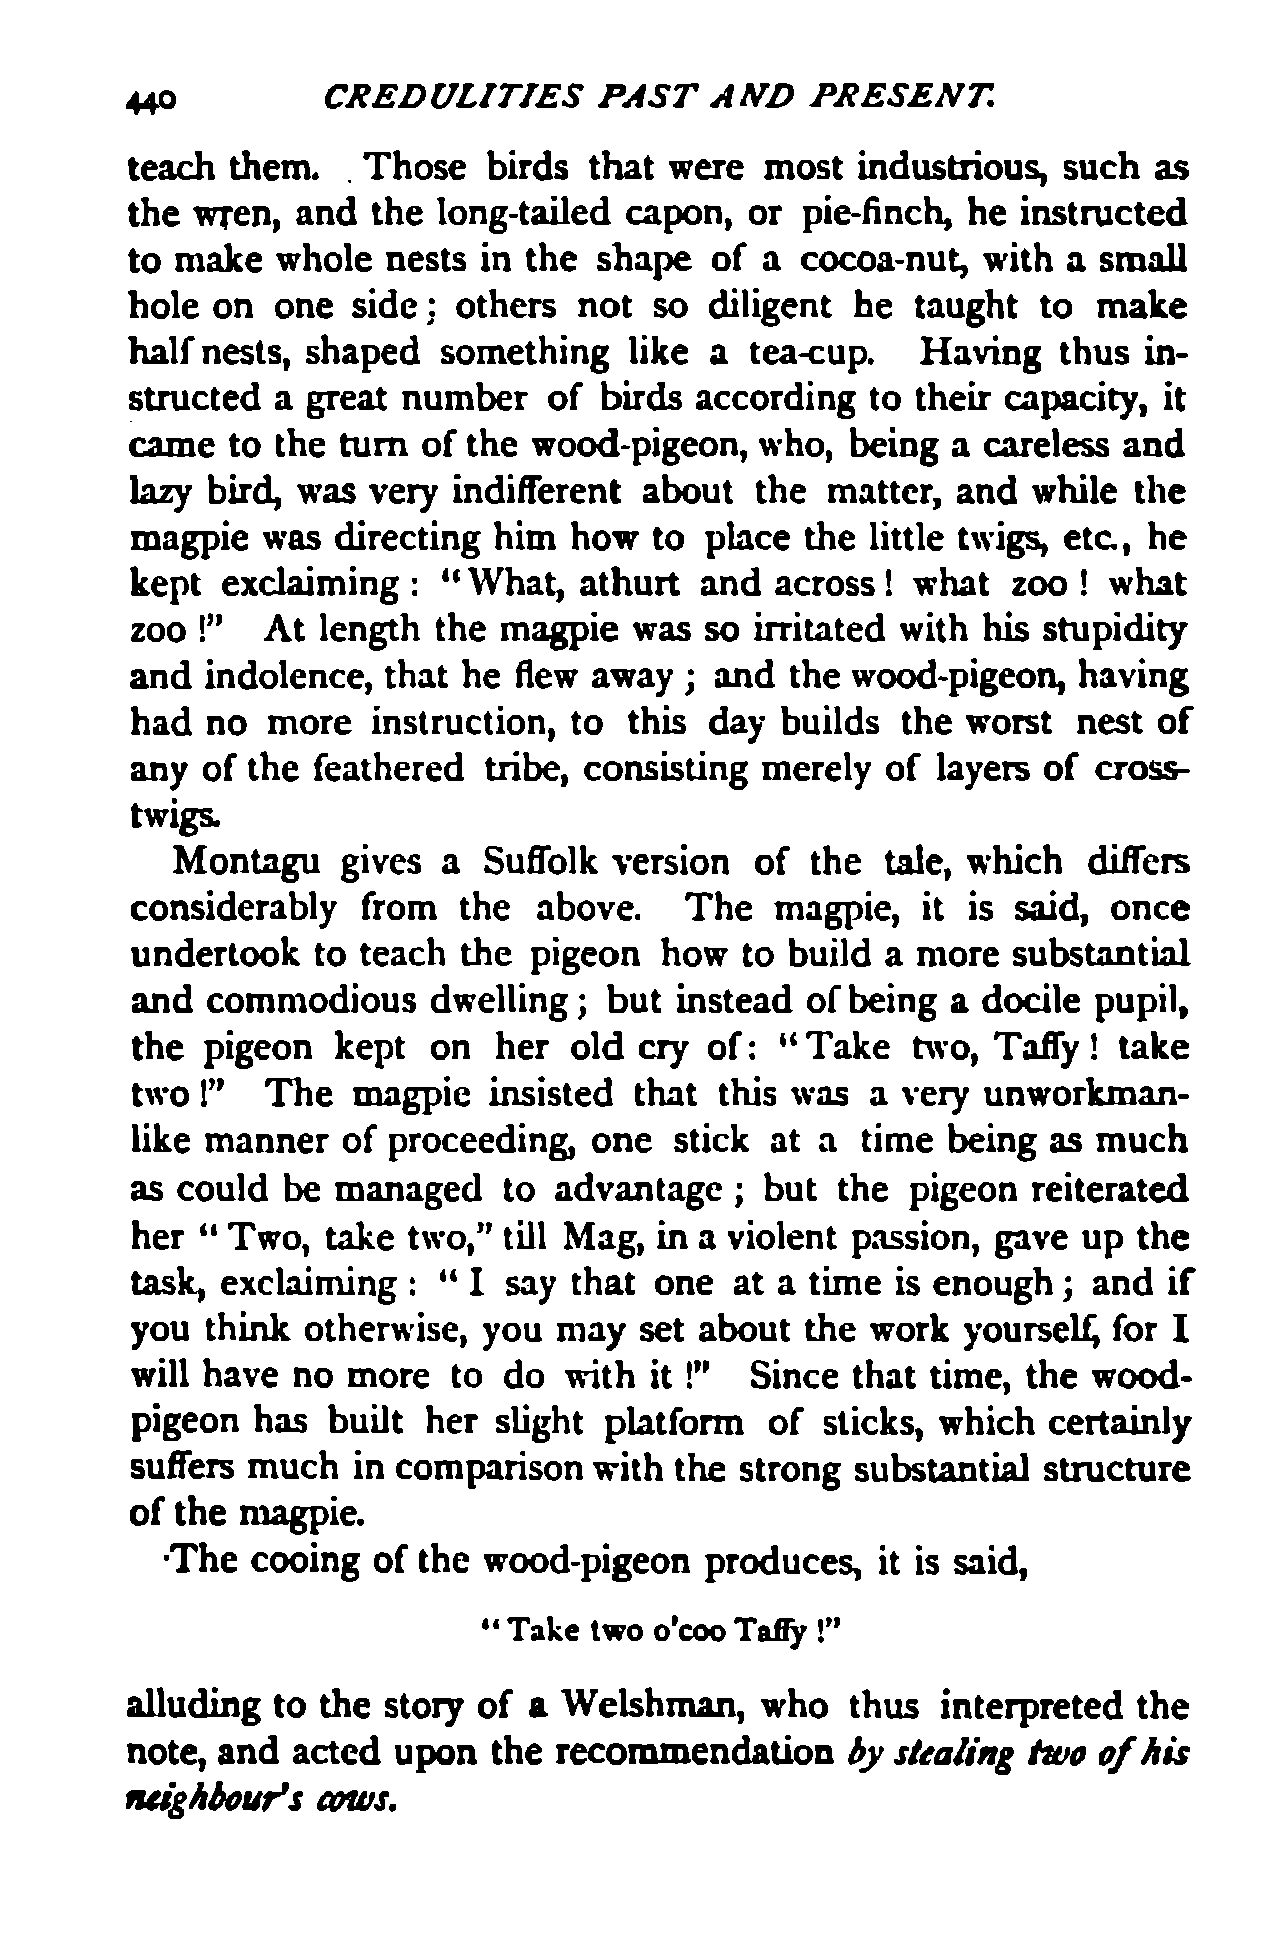 440 CREDULITIES PAST AND PRESENT.
teach them. Those birds that were most industrious, such as
the wren, and the long-tailed capon, or pie-finch, he instructed
to make whole nests in the shape of a cocoa-nut, with a small
hole on one side; others not so diligent he taught to make
half nests, shaped something like a tea-cup. Having thus in-
structed a great number of birds according to their capacity, it
came to the turn of the wood-pigeon, who, being a careless and
lazy bird, was very indifferent about the matter, and while the
magpie was directing him how to place the little twigs, etc., he
kept exclaiming: "What, athurt and across! what zoo! what
zoo!" At length the magpie was so irritated with his stupidity
and indolence, that he flew away; and the wood-pigeon, having
had no more instruction, to this day builds the worst nest of
any of the feathered tribe, consisting merely of layers of cross-
twigs.
Montagu gives a Suffolk version of the tale, which differs
considerably from the above. The magpie, it is said, once
undertook to teach the pigeon how to build a more substantial
and commodious dwelling; but instead of being a docile pupil,
the pigeon kept on her old cry of: "Take two, Taffy! take
two!" The magpie insisted that this was a very unworkman-
like manner of proceeding, one stick at a time being as much
as could be managed to advantage; but the pigeon reiterated
her "Two, take two," till Mag, in a violent passion, gave up the
task, exclaiming: "I say that one at a time is enough; and if
you think otherwise, you may set about the work yourself, for I
will have no more to do with it!" Since that time, the wood-
pigeon has built her slight platform of sticks, which certainly
suffers much in comparison with the strong substantial structure
of the magpie.
The cooing of the wood-pigeon produces, it is said,
"Take two o'coo Taffy!"
alluding to the story of a Welshman, who thus interpreted the
note, and acted upon the recommendation by stealing two of his
neighbour's cows.